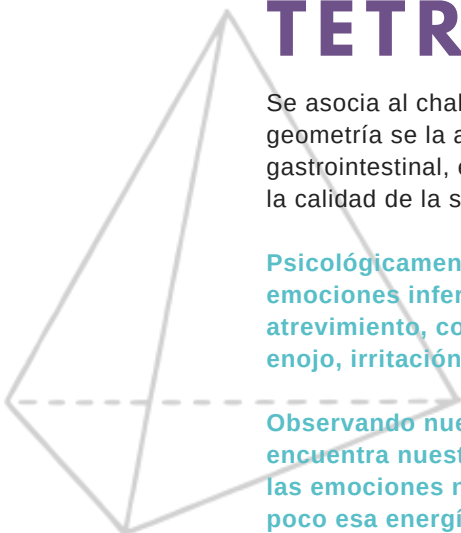 TETR
Se asocia al chak
geometría se la a
gastrointestinal, e
la calidad de la s
Psicológicamen
emociones infer
atrevimiento, co
enojo, irritación
Observando nue
encuentra nuest
las emociones n
poco esa energí